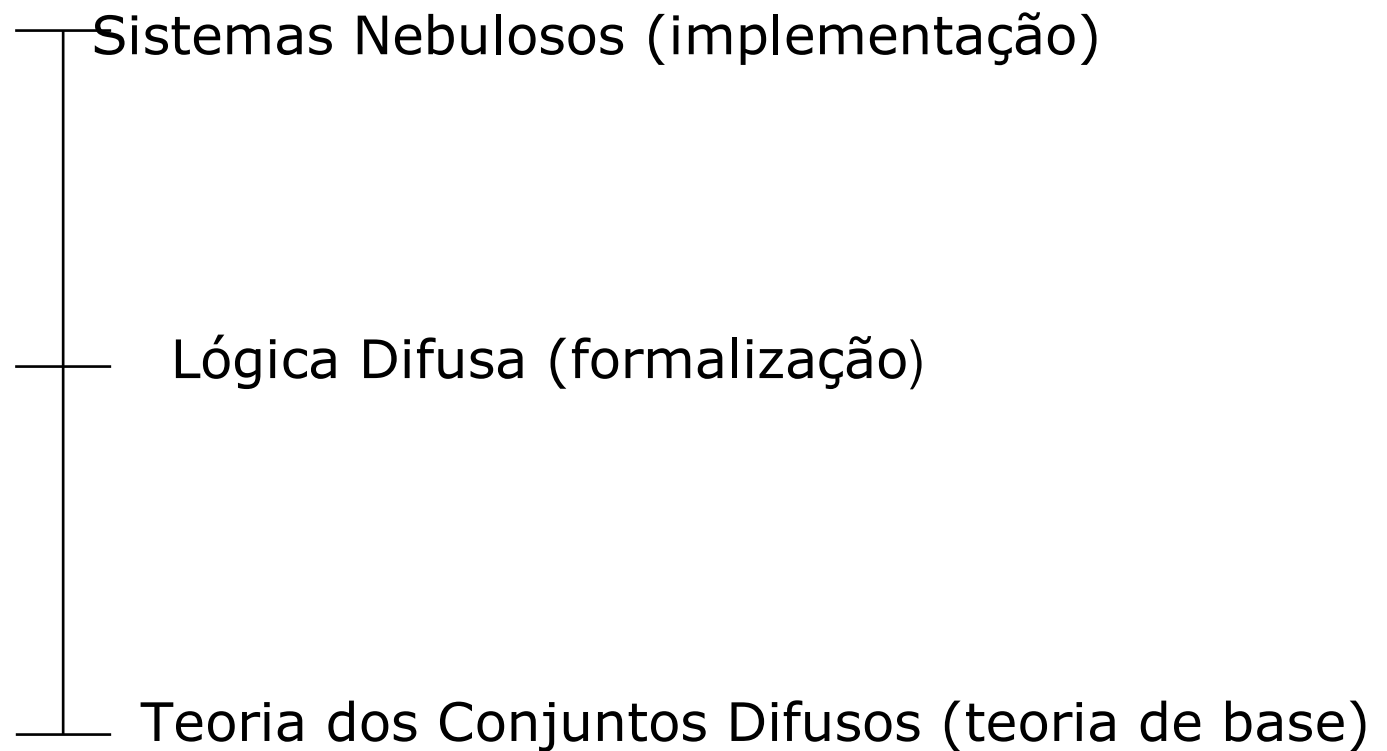 Sistemas Nebulosos (implementação)
Lógica Difusa (formalização)
Teoria dos Conjuntos Difusos (teoria de base)